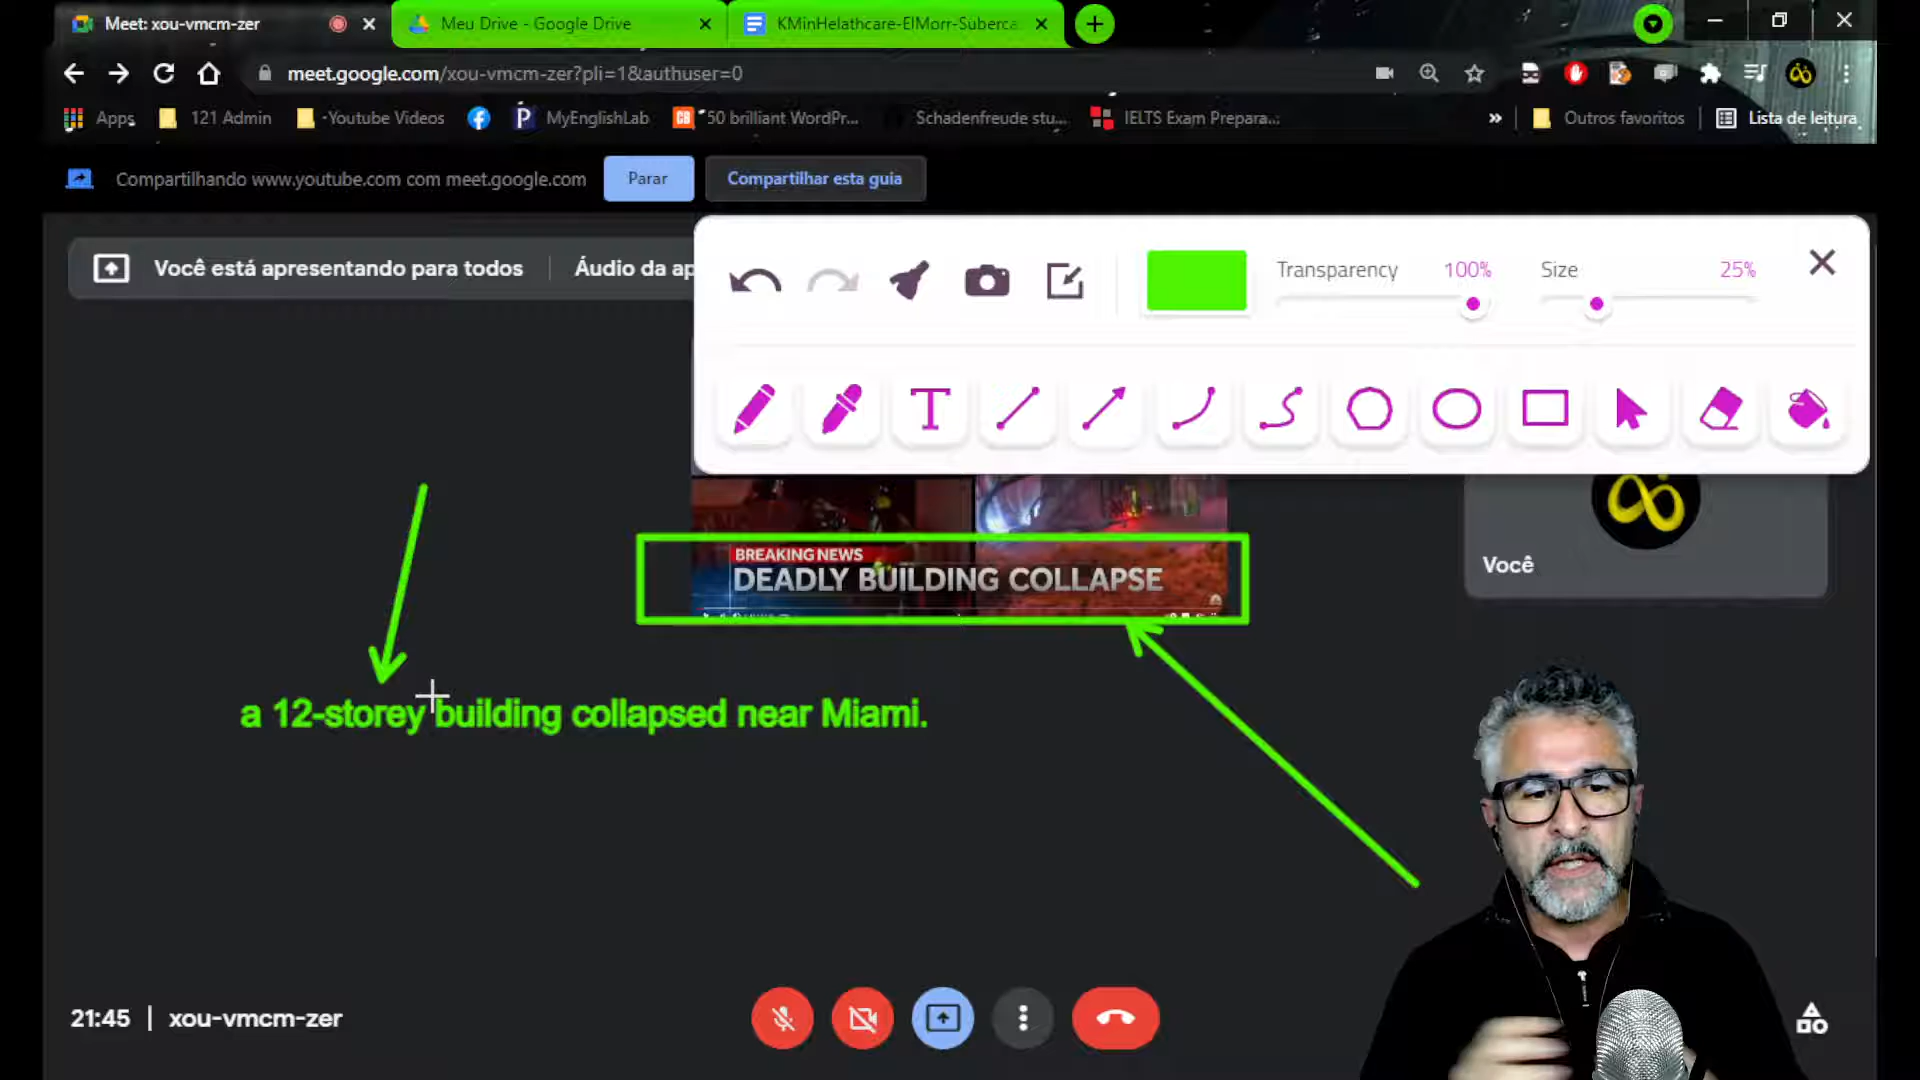 Meet: xou-vmcm-zer
Meu Drive - Google Drive
KMinHelathcare-ElMorr-Suberca
meet.google.com/xou-vmcm-zer?pli=1&authuser=0
Apps
121 Admin
-Youtube Videos
MyEnglishLab
50 brilliant WordPr...
Schadenfreude stu...
IELTS Exam Prepara...
»
Outros favoritos
Lista de leitura
Compartilhando www.youtube.com com meet.google.com
Parar
Compartilhar esta guia
Você está apresentando para todos
Áudio da ap
Transparency 100%
Size 25%
BREAKING NEWS
DEADLY BUILDING COLLAPSE
Você
a 12-storey building collapsed near Miami.
21:45 | xou-vmcm-zer